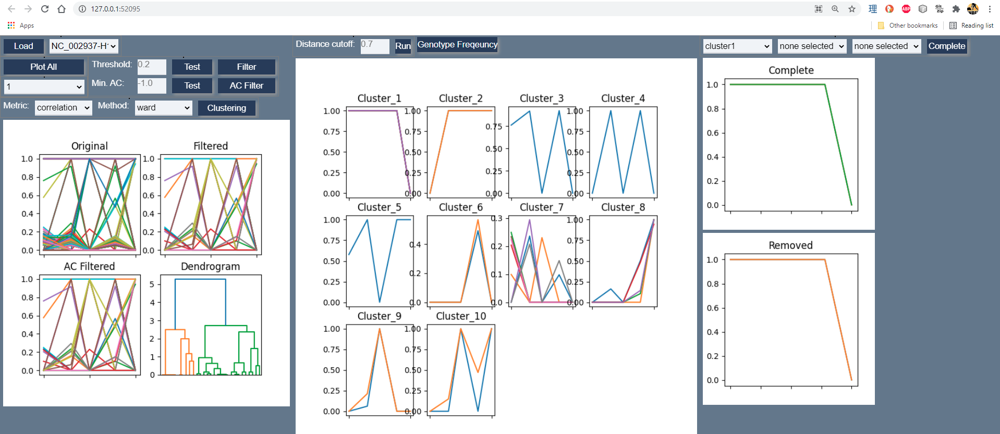 127.0.0.1:52095
理 ABP Git Zip
Apps Other bookmarks Reading list
Load NC_002937-H
Plot All Threshold: 0.2 Test Filter
1 Min. AC: -1.0 Test AC Filter
Metric: correlation Method: ward Clustering
Original Filtered
1.0 1.0
0.8 0.8
0.6 0.6
0.4 0.4
0.2 0.2
0.0 0.0
AC Filtered Dendrogram
1.0 5
0.8 4
0.6 3
0.4 2
0.2 1
0.0 0
Distance cutoff: 0.7 Run Genotype Freqeuncy
Cluster_1 Cluster_2 Cluster_3 Cluster_4
1.00 1.00 1.00
0.75 0.75 0.75 0.75
0.50 0.50 0.50 0.50
0.25 0.25 0.25 0.25
0.00 0.00 0.00 0.00
Cluster_5 Cluster_6 Cluster_7 Cluster_8
1.00 0.3 1.00
0.75 0.4 0.2 0.75
0.50 0.2 0.1 0.50
0.25 0.25
0.00 0.0 0.0 0.00
Cluster_9 Cluster_10
1.00 1.00
0.75 0.75
0.50 0.50
0.25 0.25
0.00 0.00
cluster1 none selected none selected Complete
Complete
1.0
0.8
0.6
0.4
0.2
0.0
Removed
1.0
0.8
0.6
0.4
0.2
0.0